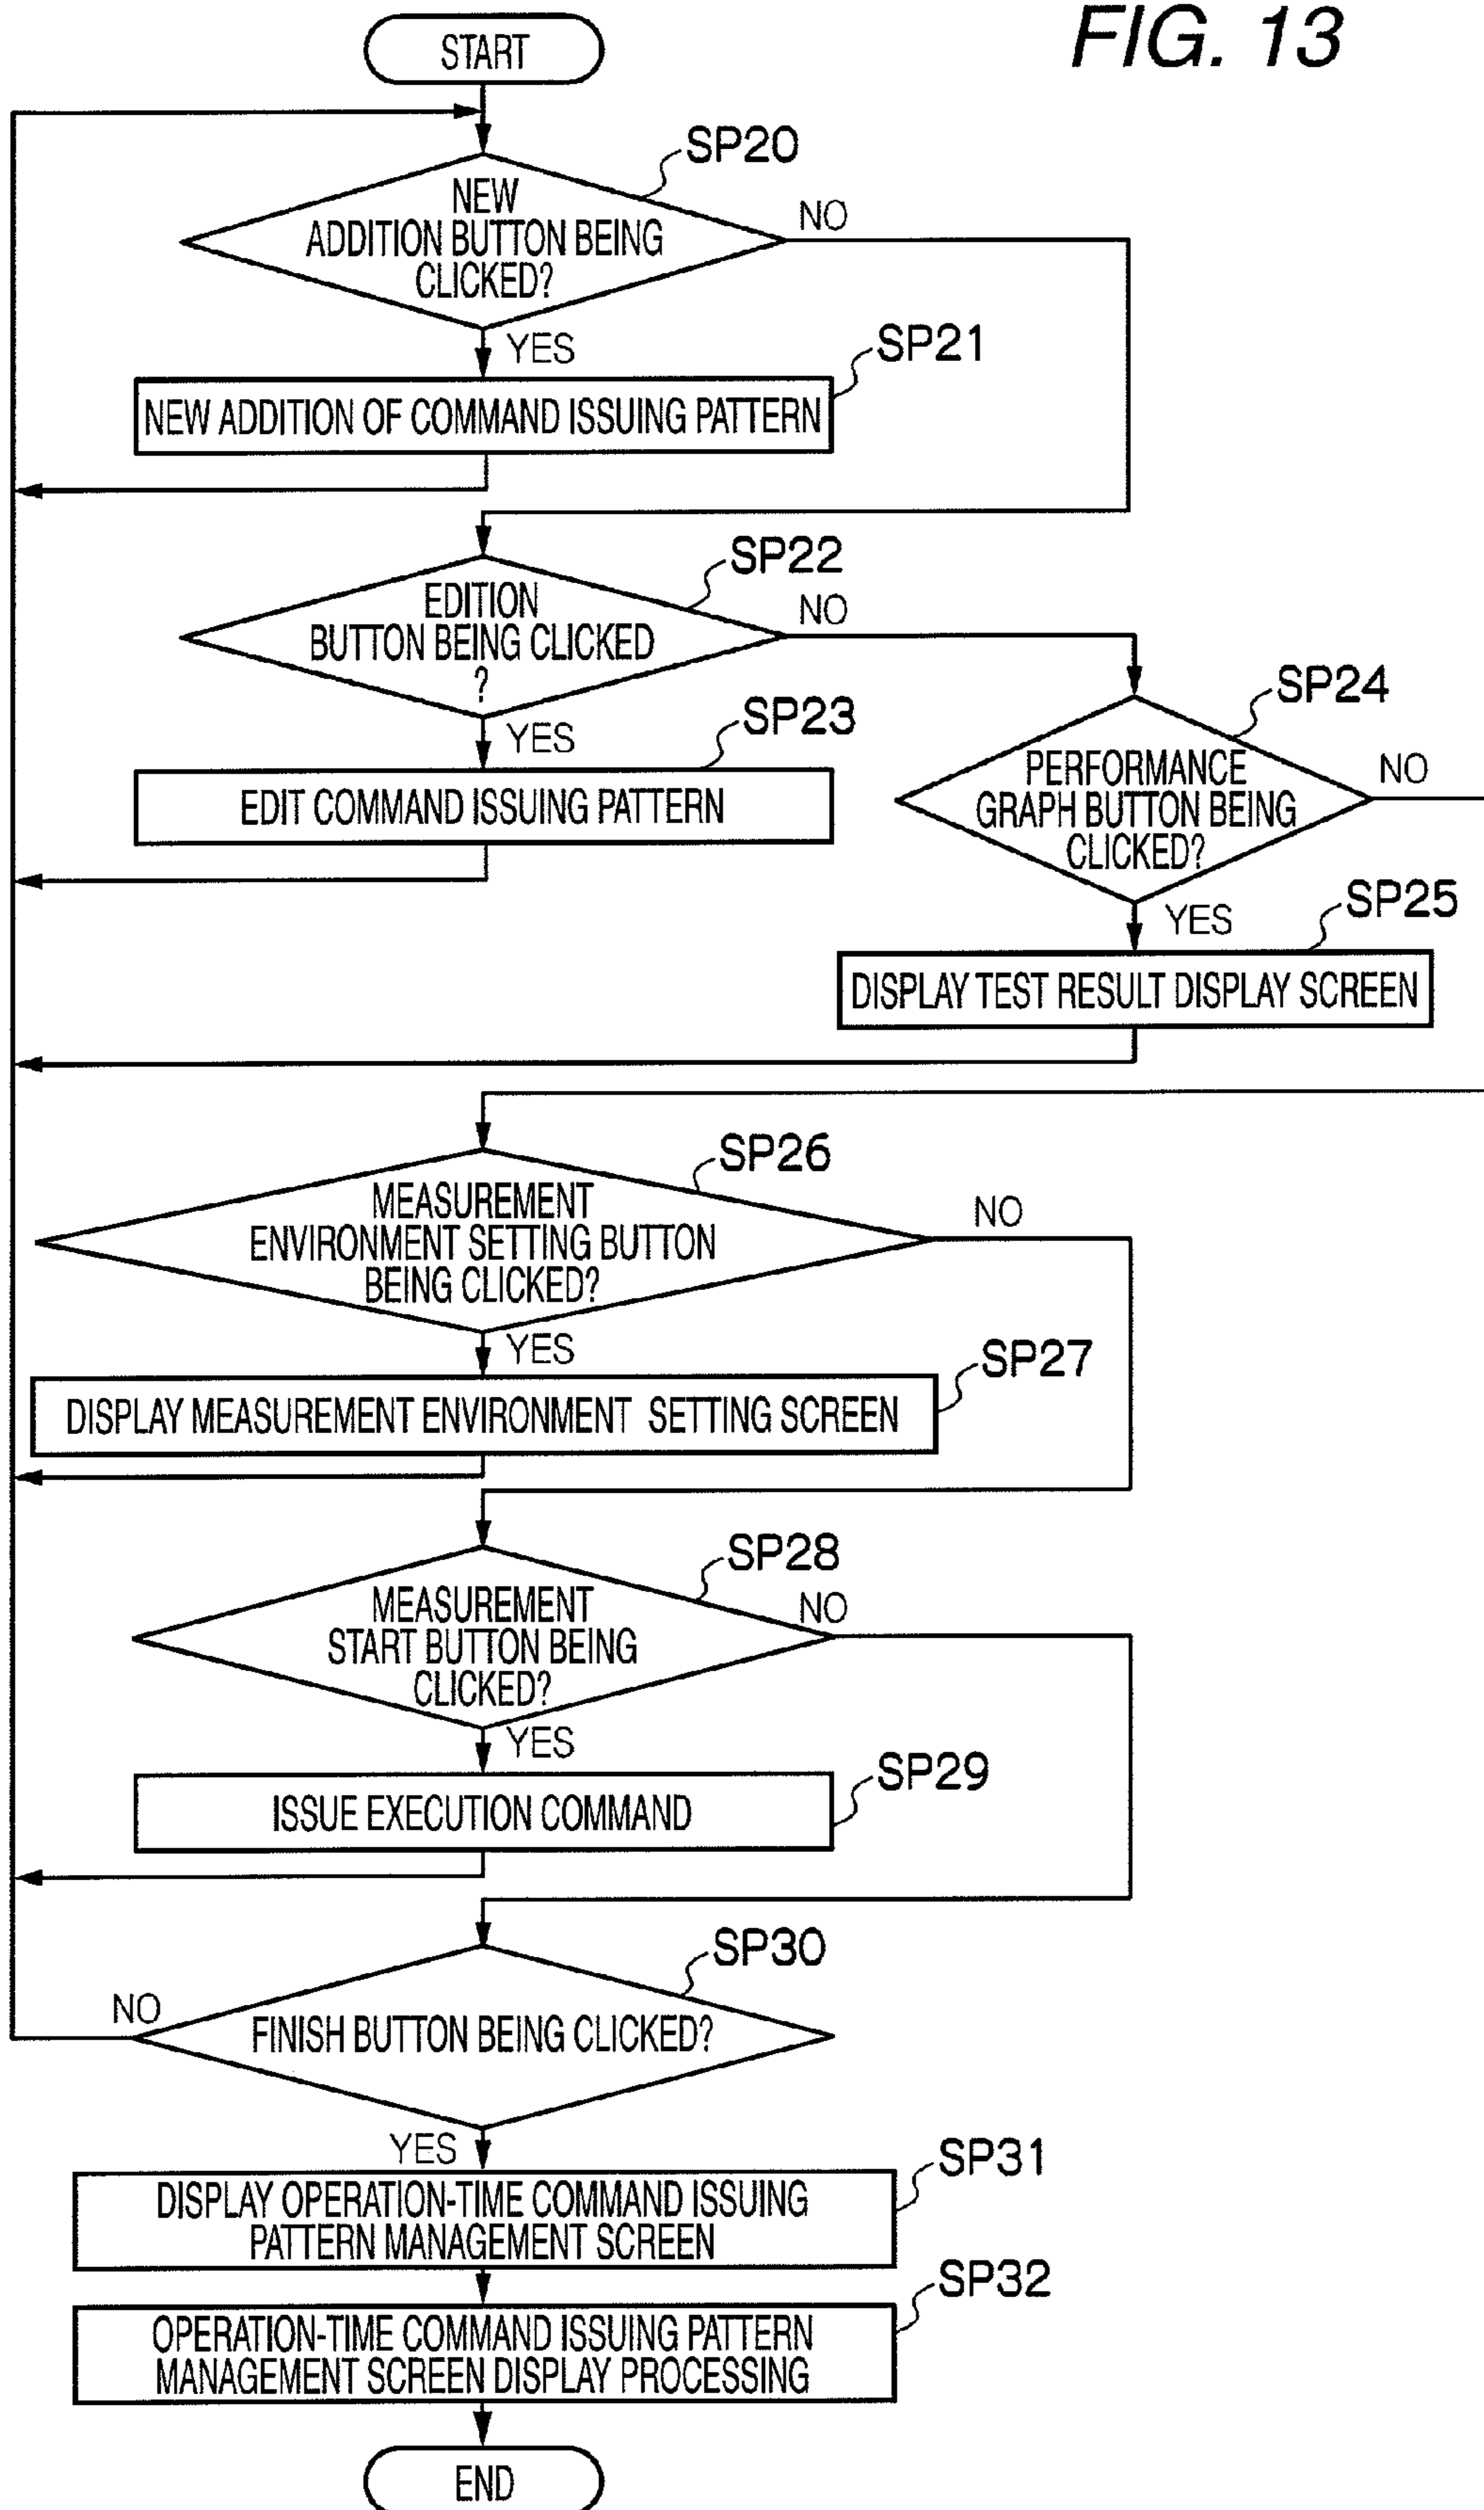 FIG. 13
START
SP20
NEW
ADDITION BUTTON BEING
CLICKED?
NO
YES
SP21
NEW ADDITION OF COMMAND ISSUING PATTERN
SP22
EDITION
BUTTON BEING CLICKED
?
NO
YES
SP23
EDIT COMMAND ISSUING PATTERN
SP24
PERFORMANCE
GRAPH BUTTON BEING
CLICKED?
NO
YES
SP25
DISPLAY TEST RESULT DISPLAY SCREEN
SP26
MEASUREMENT
ENVIRONMENT SETTING BUTTON
BEING CLICKED?
NO
YES
SP27
DISPLAY MEASUREMENT ENVIRONMENT SETTING SCREEN
SP28
MEASUREMENT
START BUTTON BEING
CLICKED?
NO
YES
SP29
ISSUE EXECUTION COMMAND
SP30
FINISH BUTTON BEING CLICKED?
NO
YES
SP31
DISPLAY OPERATION-TIME COMMAND ISSUING
PATTERN MANAGEMENT SCREEN
SP32
OPERATION-TIME COMMAND ISSUING PATTERN
MANAGEMENT SCREEN DISPLAY PROCESSING
END